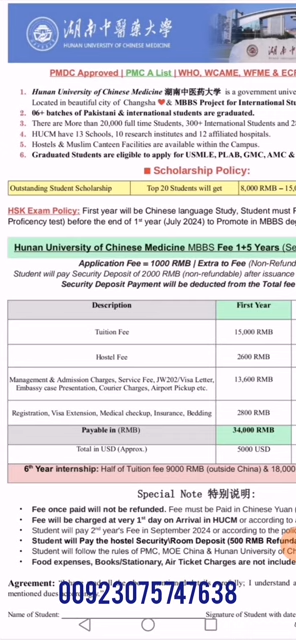 湖南中醫藥大學
HUNAN UNIVERSITY OF CHINESE MEDICINE
PMDC Approved | PMC A List | WHO, WCAME, WFME & ECF
1. Hunan University of Chinese Medicine 湖南中医药大学 is a government unive
Located in beautiful city of Changsha ❤& MBBS Project for International Stu
2. 06+ batches of Pakistani & international students are graduated.
3. There are More than 20,000 full time Students, 300+ International Students and 2
4. HUCM have 13 Schools, 10 research institutes and 12 affiliated hospitals.
5. Hostels & Muslim Canteen Facilities are available within the Campus.
6. Graduated Students are eligible to apply for USMLE, PLAB, GMC, AMC &
■ Scholarship Policy:
Outstanding Student Scholarship Top 20 Students will get 8,000 RMB – 15,0
HSK Exam Policy: First year will be Chinese language Study, Student must P
Proficiency test) before the end of 1st year (July 2024) to Promote in MBBS de
Hunan University of Chinese Medicine MBBS Fee 1+5 Years (Se
Application Fee = 1000 RMB | Extra to Fee (Non-Refund
Student will pay Security Deposit of 2000 RMB (non-refundable) after issuance
Security Deposit Payment will be deducted from the Total fee
Description First Year
Tuition Fee 15,000 RMB
Hostel Fee 2600 RMB
Management & Admission Charges, Service Fee, JW202/Visa Letter, 13,600 RMB
Embassy case Presentation, Courier Charges, Airport Pickup etc.
Registration, Visa Extension, Medical checkup, Insurance, Bedding 2800 RMB
Payable in (RMB) 34,000 RMB
Total in USD (Approx.) 5000 USD
6th Year internship: Half of Tuition fee 9000 RMB (outside China) & 18,000
Special Note 特别说明:
• Fee once paid will not be refunded. Fee must be Paid in Chinese Yuan (
• Fee will be charged at very 1st day on Arrival in HUCM or according to a
• Student will pay 2nd year's Fee in September 2024 or according to the polic
• Student will Pay the hostel Security\Room Deposit (500 RMB Refunda
• Student will follow the rules of PMC, MOE China & Hunan University of Ch
• Food expenses, Books/Stationary, Air Ticket Charges are not include
Agreement: I understand a
mentioned dues
00923075747638
Name of Student: Signature of Student with date